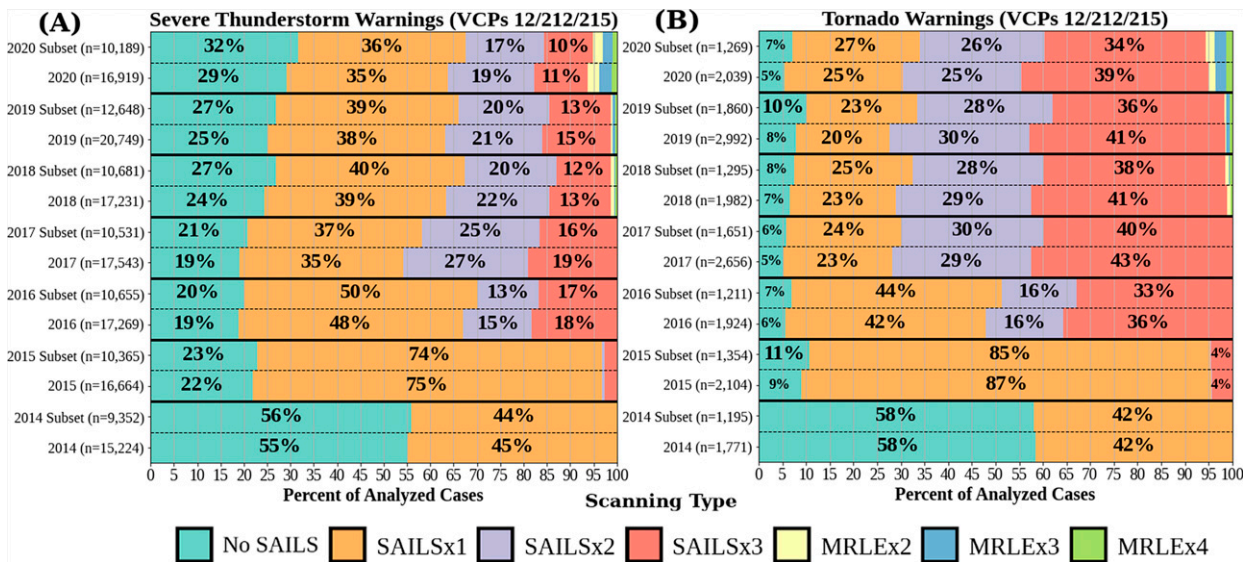 (A) Severe Thunderstorm Warnings (VCPs 12/212/215)
2020 Subset (n=10,189) 32% 36% 17% 10%
2020 (n=16,919) 29% 35% 19% 11%
2019 Subset (n=12,648) 27% 39% 20% 13%
2019 (n=20,749) 25% 38% 21% 15%
2018 Subset (n=10,681) 27% 40% 20% 12%
2018 (n=17,231) 24% 39% 22% 13%
2017 Subset (n=10,531) 21% 37% 25% 16%
2017 (n=17,543) 19% 35% 27% 19%
2016 Subset (n=10,655) 20% 50% 13% 17%
2016 (n=17,269) 19% 48% 15% 18%
2015 Subset (n=10,365) 23% 74%
2015 (n=16,664) 22% 75%
2014 Subset (n=9,352) 56% 44%
2014 (n=15,224) 55% 45%
0 5 10 15 20 25 30 35 40 45 50 55 60 65 70 75 80 85 90 95 100
Percent of Analyzed Cases
(B) Tornado Warnings (VCPs 12/212/215)
2020 Subset (n=1,269) 7% 27% 26% 34%
2020 (n=2,039) 5% 25% 25% 39%
2019 Subset (n=1,860) 10% 23% 28% 36%
2019 (n=2,992) 8% 20% 30% 41%
2018 Subset (n=1,295) 8% 25% 28% 38%
2018 (n=1,982) 7% 23% 29% 41%
2017 Subset (n=1,651) 6% 24% 30% 40%
2017 (n=2,656) 5% 23% 29% 43%
2016 Subset (n=1,211) 7% 44% 16% 33%
2016 (n=1,924) 6% 42% 16% 36%
2015 Subset (n=1,354) 11% 85% 4%
2015 (n=2,104) 9% 87% 4%
2014 Subset (n=1,195) 58% 42%
2014 (n=1,771) 58% 42%
0 5 10 15 20 25 30 35 40 45 50 55 60 65 70 75 80 85 90 95 100
Percent of Analyzed Cases
Scanning Type
No SAILS SAILSx1 SAILSx2 SAILSx3 MRLEx2 MRLEx3 MRLEx4